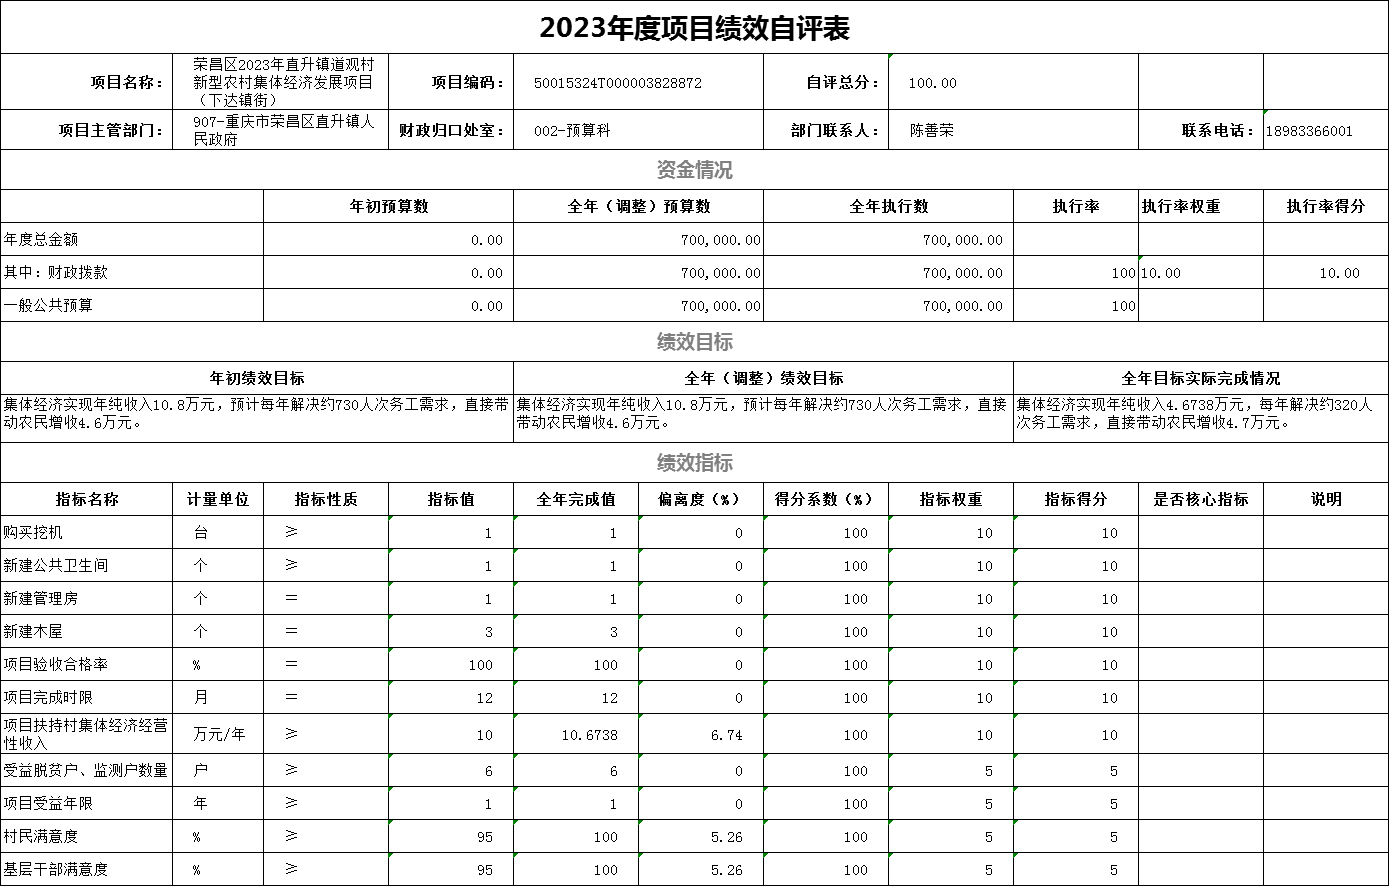 2023年度项目绩效自评表
项目名称：
荣昌区2023年直升镇道观村
新型农村集体经济发展项目
（下达镇街）
项目编码：
50015324T000003828872
自评总分：
100.00
项目主管部门：
907-重庆市荣昌区直升镇人
民政府
财政归口处室：
002-预算科
部门联系人：
陈善荣
联系电话：
18983366001
资金情况
年初预算数 全年（调整）预算数 全年执行数 执行率 执行率权重 执行率得分
年度总金额 0.00 700,000.00 700,000.00
其中：财政拨款 0.00 700,000.00 700,000.00 100 10.00 10.00
一般公共预算 0.00 700,000.00 700,000.00 100
绩效目标
年初绩效目标 全年（调整）绩效目标 全年目标实际完成情况
集体经济实现年纯收入10.8万元，预计每年解决约730人次务工需求，直接带
动农民增收4.6万元。
集体经济实现年纯收入10.8万元，预计每年解决约730人次务工需求，直接
带动农民增收4.6万元。
集体经济实现年纯收入4.6738万元，每年解决约320人
次务工需求，直接带动农民增收4.7万元。
绩效指标
指标名称 计量单位 指标性质 指标值 全年完成值 偏离度（%） 得分系数（%） 指标权重 指标得分 是否核心指标 说明
购买挖机 台 ≥ 1 1 0 100 10 10
新建公共卫生间 个 ≥ 1 1 0 100 10 10
新建管理房 个 ＝ 1 1 0 100 10 10
新建木屋 个 ＝ 3 3 0 100 10 10
项目验收合格率 % ＝ 100 100 0 100 10 10
项目完成时限 月 ＝ 12 12 0 100 10 10
项目扶持村集体经济经营
性收入
万元/年 ≥ 10 10.6738 6.74 100 10 10
受益脱贫户、监测户数量 户 ≥ 6 6 0 100 5 5
项目受益年限 年 ≥ 1 1 0 100 5 5
村民满意度 % ≥ 95 100 5.26 100 5 5
基层干部满意度 % ≥ 95 100 5.26 100 5 5